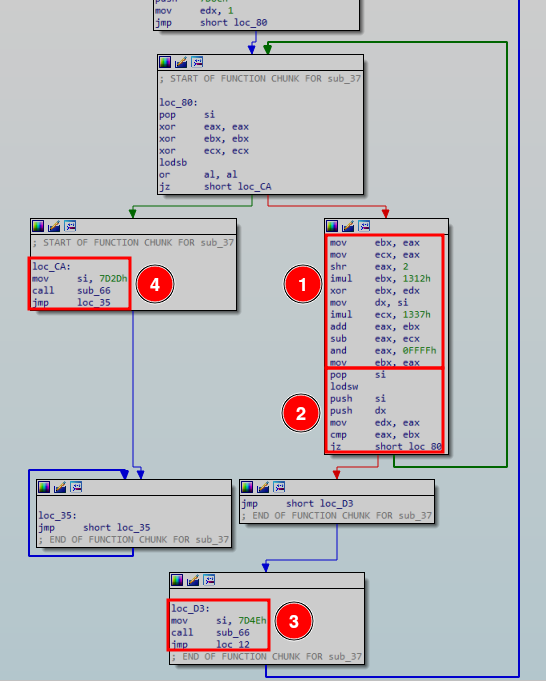 mov edx, 1
jmp short loc_80
; START OF FUNCTION CHUNK FOR sub_37
loc_80:
pop si
xor eax, eax
xor ebx, ebx
xor ecx, ecx
lodsb
or al, al
jz short loc_CA
; START OF FUNCTION CHUNK FOR sub_37
loc_CA:
mov si, 7D2Dh
call sub_66
jmp loc_35
4
mov ebx, eax
mov ecx, eax
shr eax, 2
imul ebx, 1312h
xor ebx, edx
mov dx, si
imul ecx, 1337h
add eax, ebx
sub eax, ecx
and eax, 0FFFFh
mov ebx, eax
1
pop si
lodsw
push si
push dx
mov edx, eax
cmp eax, ebx
jz short loc_80
2
loc_35:
jmp short loc_35
; END OF FUNCTION CHUNK FOR sub_37
jmp short loc_D3
; END OF FUNCTION CHUNK FOR sub_37
loc_D3:
mov si, 7D4Eh
call sub_66
jmp loc_12
; END OF FUNCTION CHUNK FOR sub_37
3